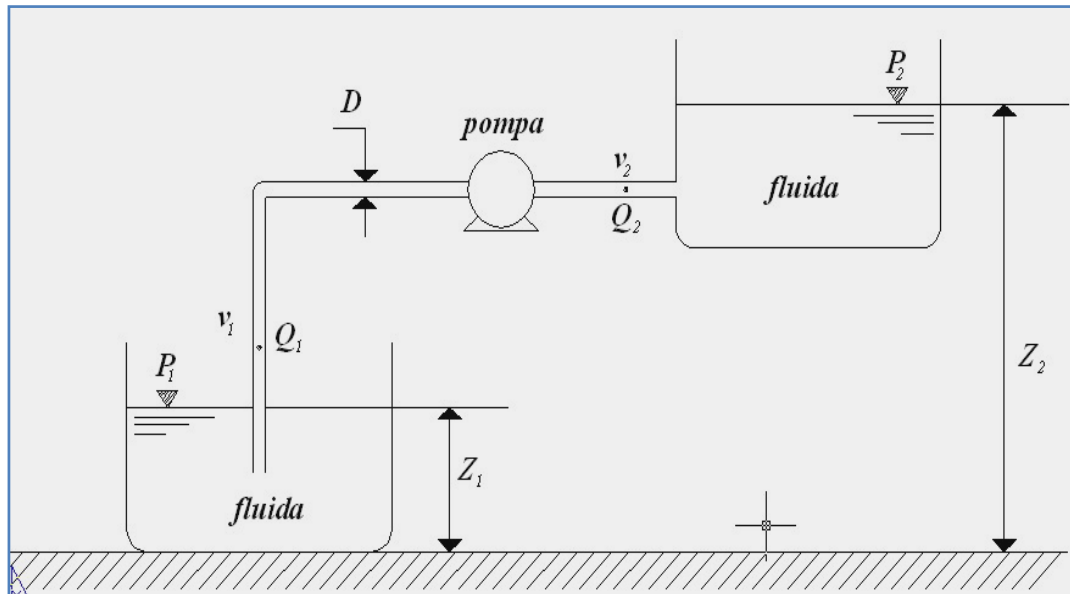 P₂
D
pompa
v₂
fluida
Q₂
v₁
Q₁
Z₂
P₁
Z₁
fluida